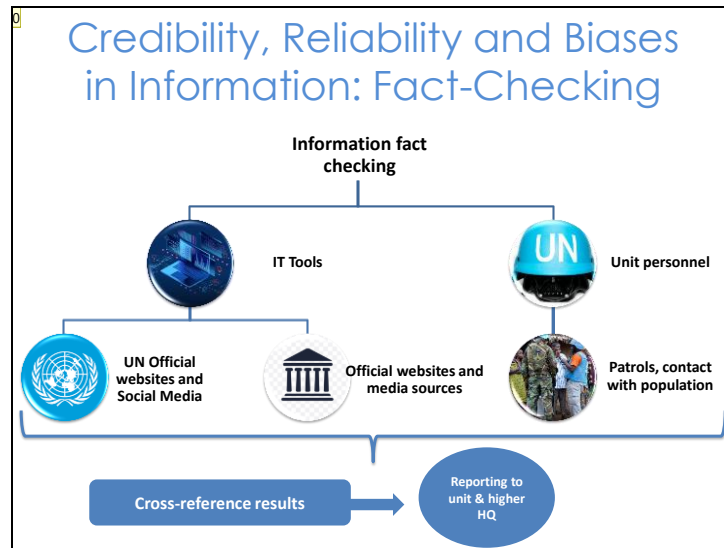 0
Credibility, Reliability and Biases
in Information: Fact-Checking
Information fact
checking
IT Tools
UN
Unit personnel
UN Official
websites and
Social Media
Official websites and
media sources
Patrols, contact
with population
Cross-reference results
Reporting to
unit & higher
HQ